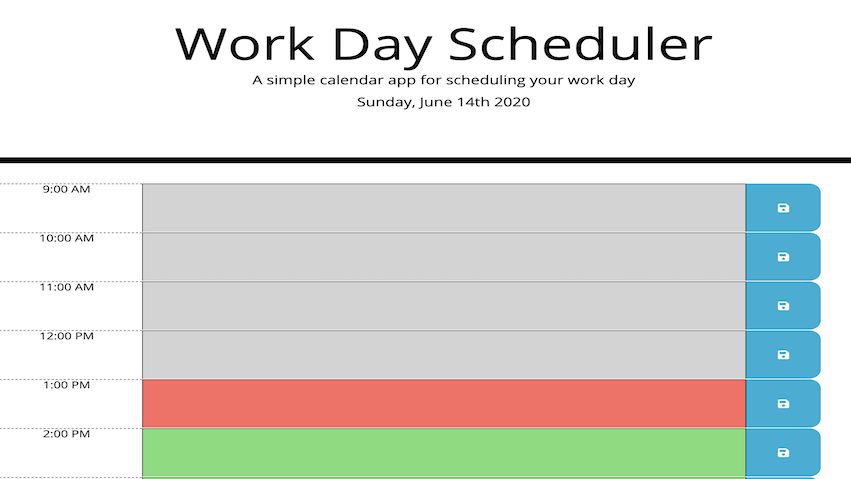 Work Day Scheduler
A simple calendar app for scheduling your work day
Sunday, June 14th 2020
9:00 AM
10:00 AM
11:00 AM
12:00 PM
1:00 PM
2:00 PM